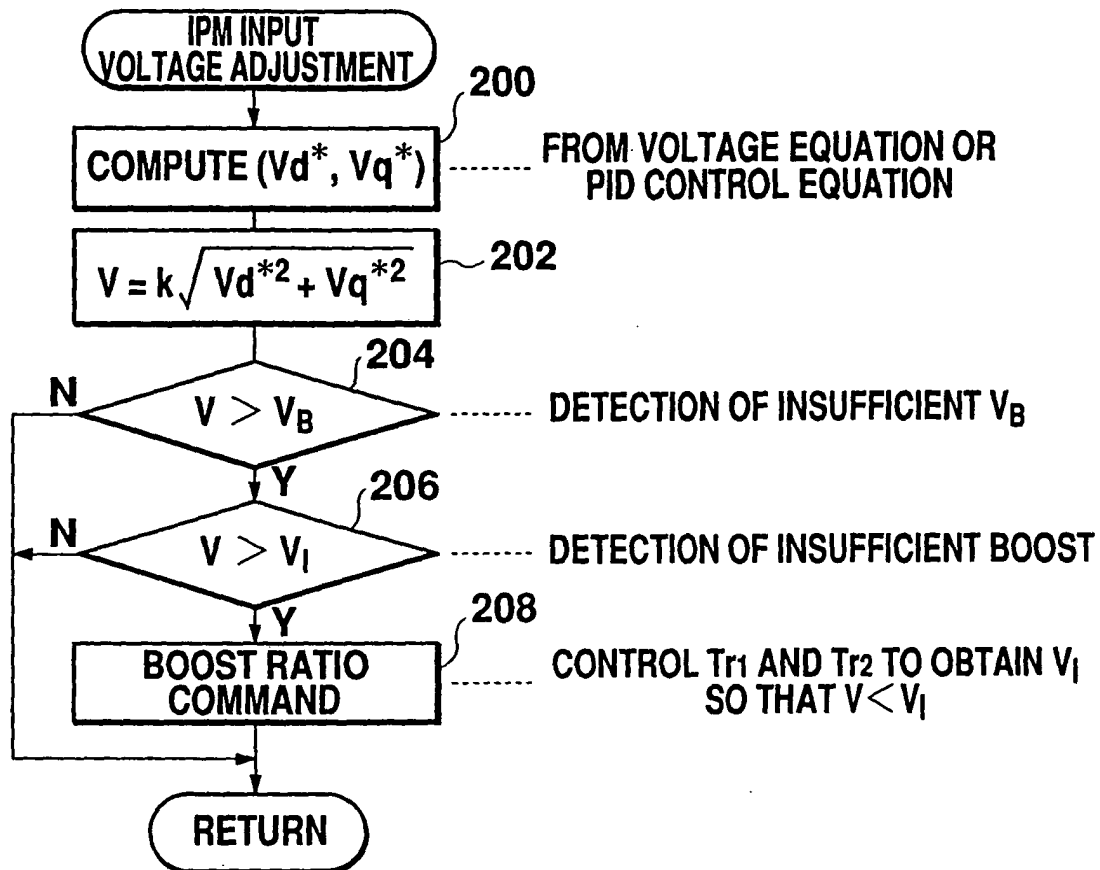 IPM INPUT
VOLTAGE ADJUSTMENT
200
COMPUTE (Vd*, Vq*)
FROM VOLTAGE EQUATION OR
PID CONTROL EQUATION
202
V = k√Vd*² + Vq*²
204
N
V > VB
DETECTION OF INSUFFICIENT VB
Y
206
N
V > VI
DETECTION OF INSUFFICIENT BOOST
Y
208
BOOST RATIO
COMMAND
CONTROL Tr1 AND Tr2 TO OBTAIN VI
SO THAT V < VI
RETURN